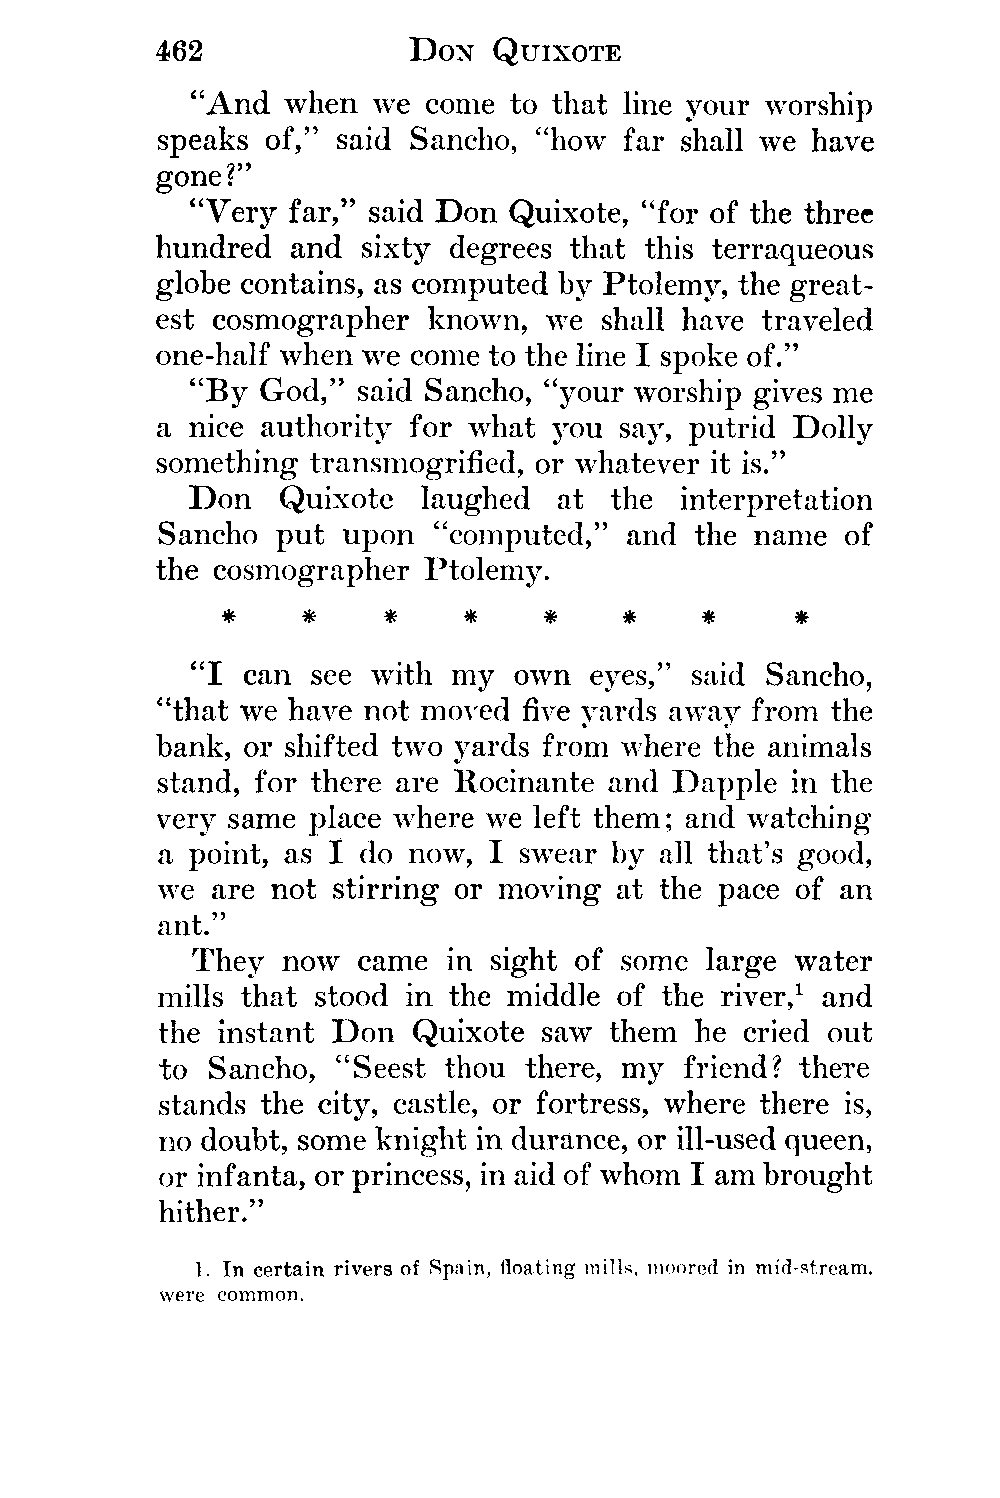 462 DON QUIXOTE
“And when we come to that line your worship
speaks of,” said Sancho, “how far shall we have
gone?”
“Very far,” said Don Quixote, “for of the three
hundred and sixty degrees that this terraqueous
globe contains, as computed by Ptolemy, the great-
est cosmographer known, we shall have traveled
one-half when we come to the line I spoke of.”
“By God,” said Sancho, “your worship gives me
a nice authority for what you say, putrid Dolly
something transmogrified, or whatever it is.”
Don Quixote laughed at the interpretation
Sancho put upon “computed,” and the name of
the cosmographer Ptolemy.
* * * * * * * *
“I can see with my own eyes,” said Sancho,
“that we have not moved five yards away from the
bank, or shifted two yards from where the animals
stand, for there are Rocinante and Dapple in the
very same place where we left them; and watching
a point, as I do now, I swear by all that’s good,
we are not stirring or moving at the pace of an
ant.”
They now came in sight of some large water
mills that stood in the middle of the river,¹ and
the instant Don Quixote saw them he cried out
to Sancho, “Seest thou there, my friend? there
stands the city, castle, or fortress, where there is,
no doubt, some knight in durance, or ill-used queen,
or infanta, or princess, in aid of whom I am brought
hither.”
1. In certain rivers of Spain, floating mills, moored in mid-stream.
were common.